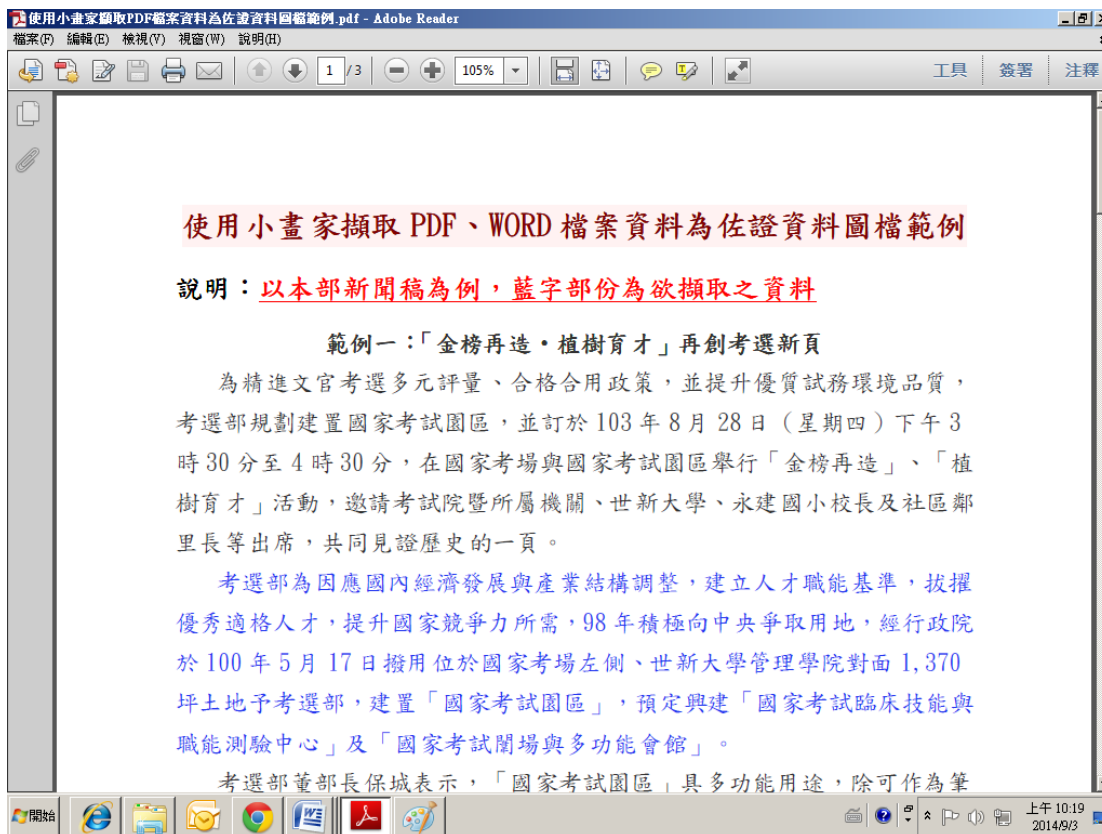 使用小畫家擷取PDF檔案資料為佐證資料圖檔範例.pdf - Adobe Reader
檔案(F) 編輯(E) 檢視(V) 視窗(W) 說明(H)
1 /3 105% 工具 簽署 注釋
使用小畫家擷取 PDF、WORD 檔案資料為佐證資料圖檔範例
說明：以本部新聞稿為例，藍字部份為欲擷取之資料
範例一：「金榜再造・植樹育才」再創考選新頁
為精進文官考選多元評量、合格合用政策，並提升優質試務環境品質，
考選部規劃建置國家考試園區，並訂於 103 年 8 月 28 日（星期四）下午 3
時 30 分至 4 時 30 分，在國家考場與國家考試園區舉行「金榜再造」、「植
樹育才」活動，邀請考試院暨所屬機關、世新大學、永建國小校長及社區鄰
里長等出席，共同見證歷史的一頁。
考選部為因應國內經濟發展與產業結構調整，建立人才職能基準，拔擢
優秀適格人才，提升國家競爭力所需，98 年積極向中央爭取用地，經行政院
於 100 年 5 月 17 日撥用位於國家考場左側、世新大學管理學院對面 1,370
坪土地予考選部，建置「國家考試園區」，預定興建「國家考試臨床技能與
職能測驗中心」及「國家考試闈場與多功能會館」。
考選部董部長保城表示，「國家考試園區」具多功能用途，除可作為筆
開始
上午 10:19
2014/9/3